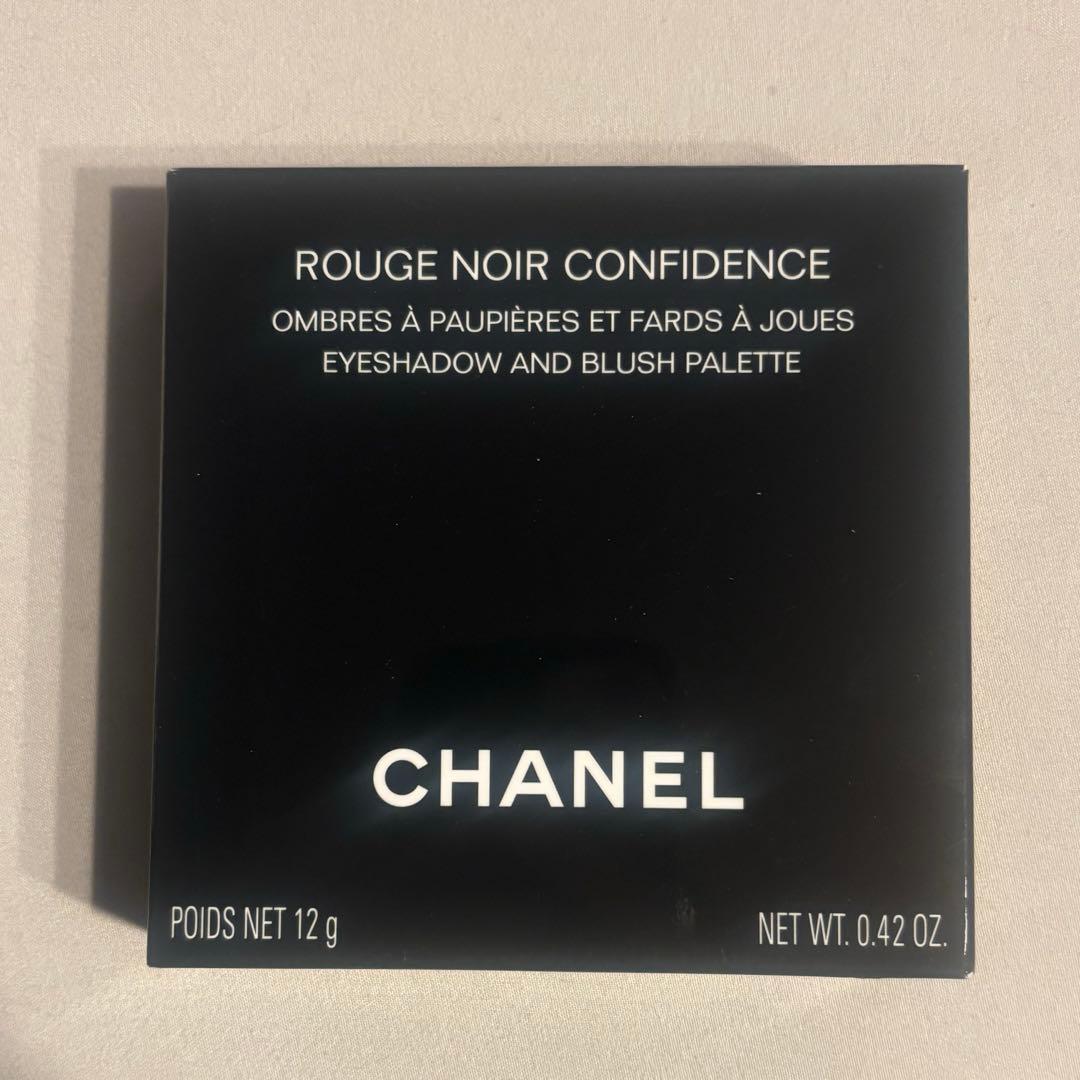 ROUGE NOIR CONFIDENCE
OMBRES À PAUPIÈRES ET FARDS À JOUES
EYESHADOW AND BLUSH PALETTE
CHANEL
POIDS NET 12 g
NET WT. 0.42 OZ.